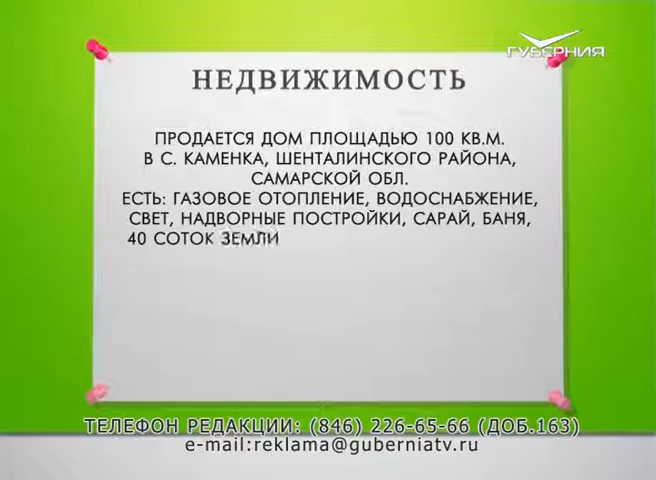 ГУБЕРНИЯ
НЕДВИЖИМОСТЬ
ПРОДАЕТСЯ ДОМ ПЛОЩАДЬЮ 100 КВ.М.
В С. КАМЕНКА, ШЕНТАЛИНСКОГО РАЙОНА,
САМАРСКОЙ ОБЛ.
ЕСТЬ: ГАЗОВОЕ ОТОПЛЕНИЕ, ВОДОСНАБЖЕНИЕ,
СВЕТ, НАДВОРНЫЕ ПОСТРОЙКИ, САРАЙ, БАНЯ,
40 СОТОК ЗЕМЛИ
ТЕЛЕФОН РЕДАКЦИИ: (846) 226-65-66 (ДОБ.163)
e-mail:reklama@guberniatv.ru